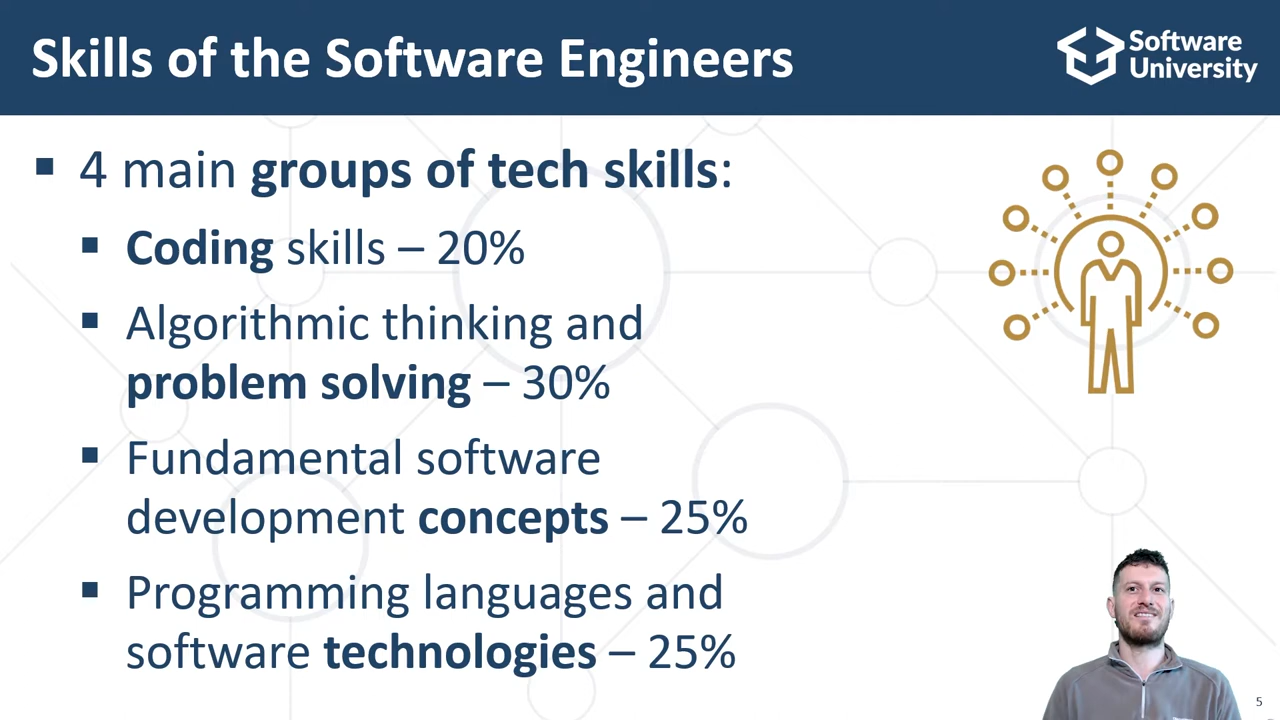 Skills of the Software Engineers
Software
University
▪ 4 main groups of tech skills:
▪ Coding skills – 20%
▪ Algorithmic thinking and
problem solving – 30%
▪ Fundamental software
development concepts – 25%
▪ Programming languages and
software technologies – 25%
5